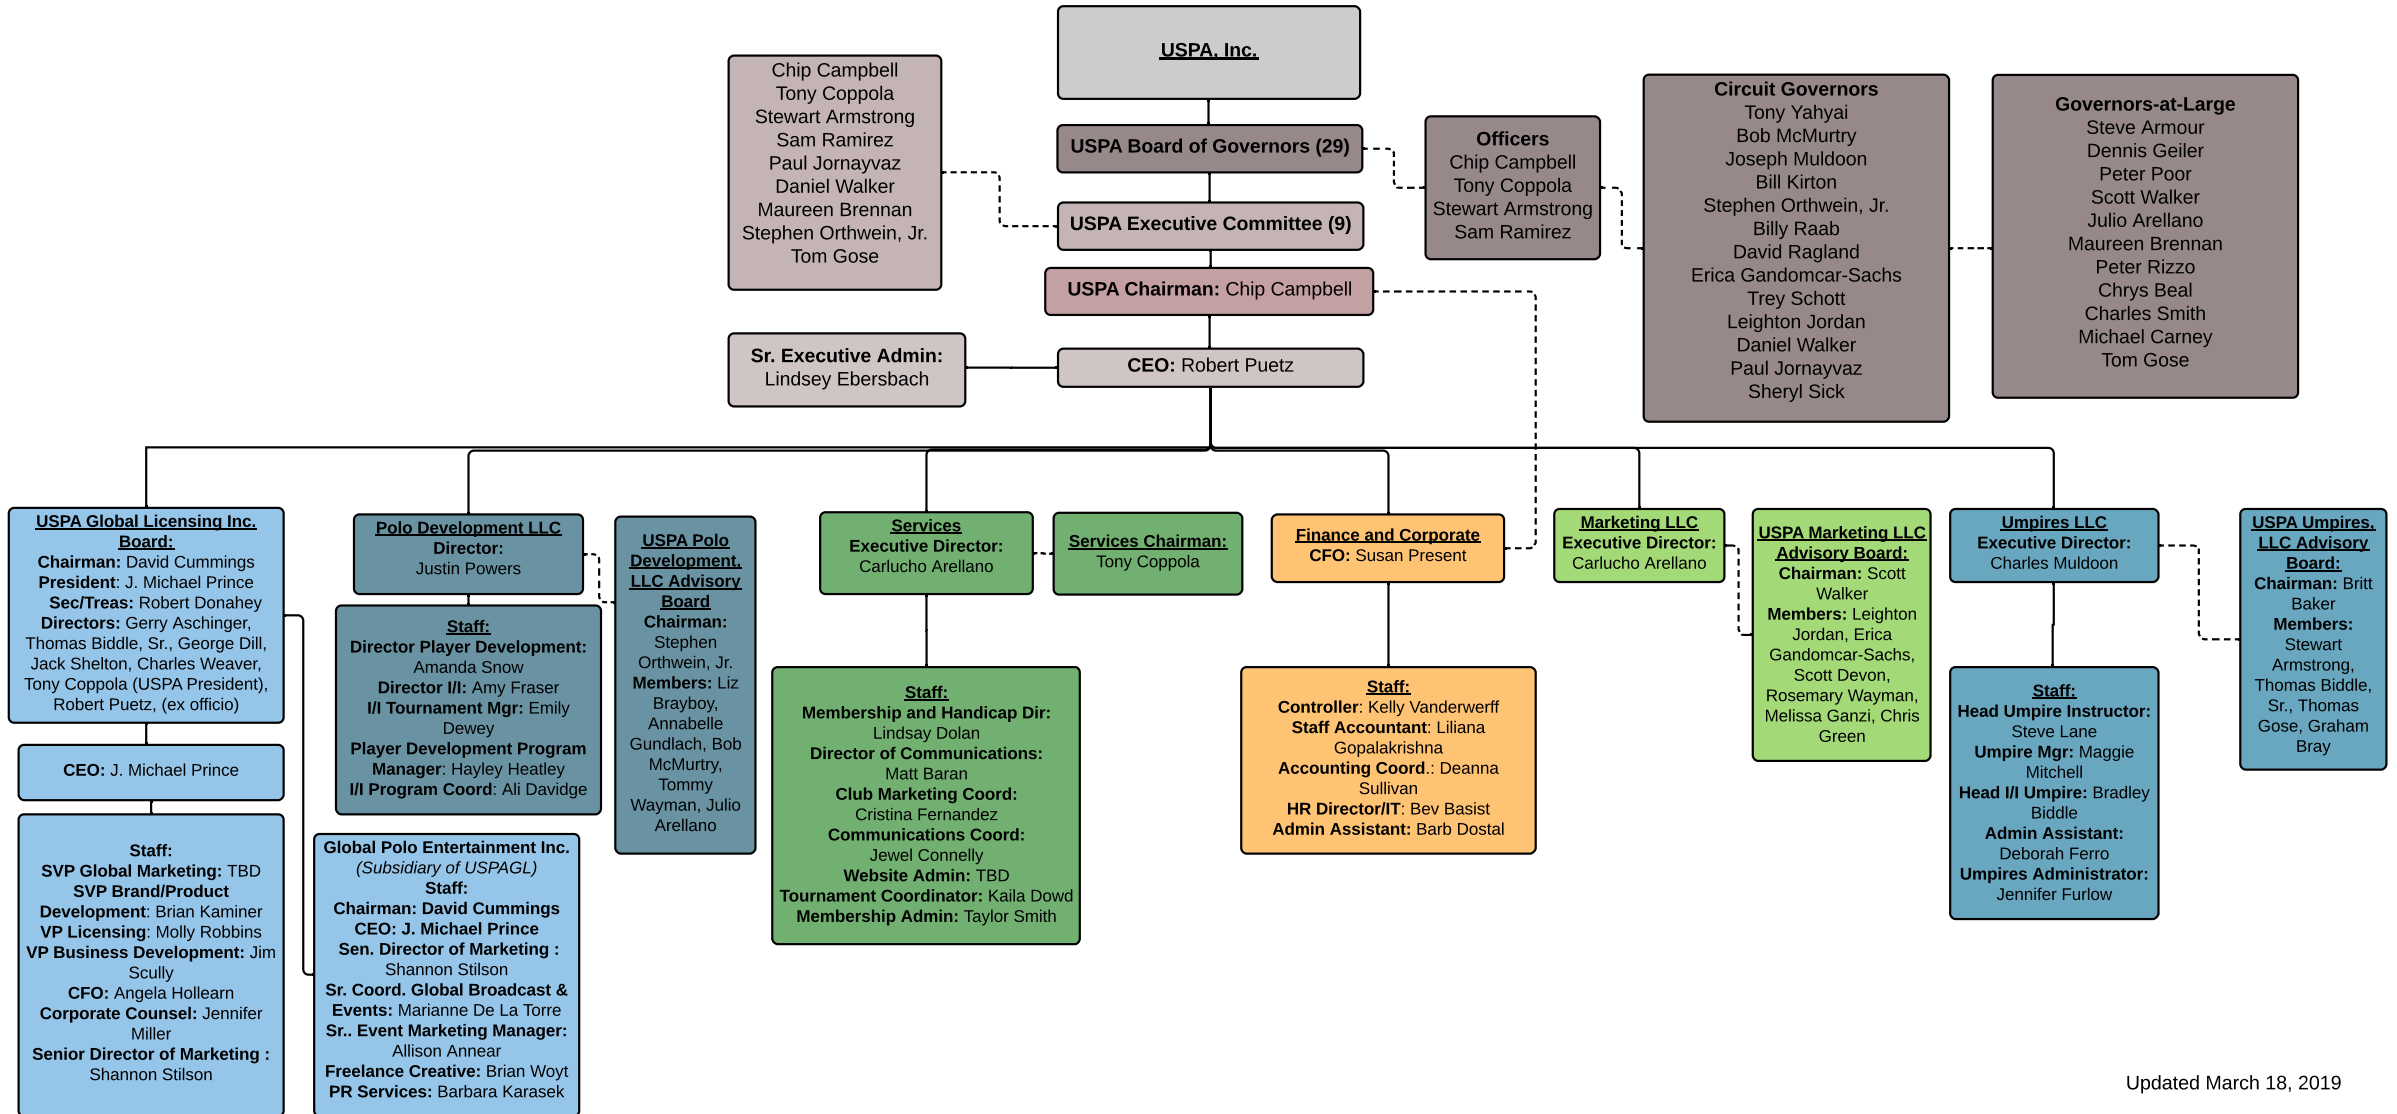 USPA, Inc.
Chip Campbell
Tony Coppola
Stewart Armstrong
Sam Ramirez
Paul Jornayvaz
Daniel Walker
Maureen Brennan
Stephen Orthwein, Jr.
Tom Gose
USPA Board of Governors (29)
USPA Executive Committee (9)
USPA Chairman: Chip Campbell
Sr. Executive Admin:
Lindsey Ebersbach
CEO: Robert Puetz
Officers
Chip Campbell
Tony Coppola
Stewart Armstrong
Sam Ramirez
Circuit Governors
Tony Yahyai
Bob McMurtry
Joseph Muldoon
Bill Kirton
Stephen Orthwein, Jr.
Billy Raab
David Ragland
Erica Gandomcar-Sachs
Trey Schott
Leighton Jordan
Daniel Walker
Paul Jornayvaz
Sheryl Sick
Governors-at-Large
Steve Armour
Dennis Geiler
Peter Poor
Scott Walker
Julio Arellano
Maureen Brennan
Peter Rizzo
Chrys Beal
Charles Smith
Michael Carney
Tom Gose
USPA Global Licensing Inc.
Board:
Chairman: David Cummings
President: J. Michael Prince
Sec/Treas: Robert Donahey
Directors: Gerry Aschinger,
Thomas Biddle, Sr., George Dill,
Jack Shelton, Charles Weaver,
Tony Coppola (USPA President),
Robert Puetz, (ex officio)
CEO: J. Michael Prince
Staff:
SVP Global Marketing: TBD
SVP Brand/Product
Development: Brian Kaminer
VP Licensing: Molly Robbins
VP Business Development: Jim
Scully
CFO: Angela Hollearn
Corporate Counsel: Jennifer
Miller
Senior Director of Marketing :
Shannon Stilson
Global Polo Entertainment Inc.
(Subsidiary of USPAGL)
Staff:
Chairman: David Cummings
CEO: J. Michael Prince
Sen. Director of Marketing :
Shannon Stilson
Sr. Coord. Global Broadcast &
Events: Marianne De La Torre
Sr.. Event Marketing Manager:
Allison Annear
Freelance Creative: Brian Woyt
PR Services: Barbara Karasek
Polo Development LLC
Director:
Justin Powers
Staff:
Director Player Development:
Amanda Snow
Director I/I: Amy Fraser
I/I Tournament Mgr: Emily
Dewey
Player Development Program
Manager: Hayley Heatley
I/I Program Coord: Ali Davidge
USPA Polo
Development,
LLC Advisory
Board
Chairman:
Stephen
Orthwein, Jr.
Members: Liz
Brayboy,
Annabelle
Gundlach, Bob
McMurtry,
Tommy
Wayman, Julio
Arellano
Services
Executive Director:
Carlucho Arellano
Services Chairman:
Tony Coppola
Staff:
Membership and Handicap Dir:
Lindsay Dolan
Director of Communications:
Matt Baran
Club Marketing Coord:
Cristina Fernandez
Communications Coord:
Jewel Connelly
Website Admin: TBD
Tournament Coordinator: Kaila Dowd
Membership Admin: Taylor Smith
Finance and Corporate
CFO: Susan Present
Staff:
Controller: Kelly Vanderwerff
Staff Accountant: Liliana
Gopalakrishna
Accounting Coord.: Deanna
Sullivan
HR Director/IT: Bev Basist
Admin Assistant: Barb Dostal
Marketing LLC
Executive Director:
Carlucho Arellano
USPA Marketing LLC
Advisory Board:
Chairman: Scott
Walker
Members: Leighton
Jordan, Erica
Gandomcar-Sachs,
Scott Devon,
Rosemary Wayman,
Melissa Ganzi, Chris
Green
Umpires LLC
Executive Director:
Charles Muldoon
Staff:
Head Umpire Instructor:
Steve Lane
Umpire Mgr: Maggie
Mitchell
Head I/I Umpire: Bradley
Biddle
Admin Assistant:
Deborah Ferro
Umpires Administrator:
Jennifer Furlow
USPA Umpires,
LLC Advisory
Board:
Chairman: Britt
Baker
Members:
Stewart
Armstrong,
Thomas Biddle,
Sr., Thomas
Gose, Graham
Bray
Updated March 18, 2019